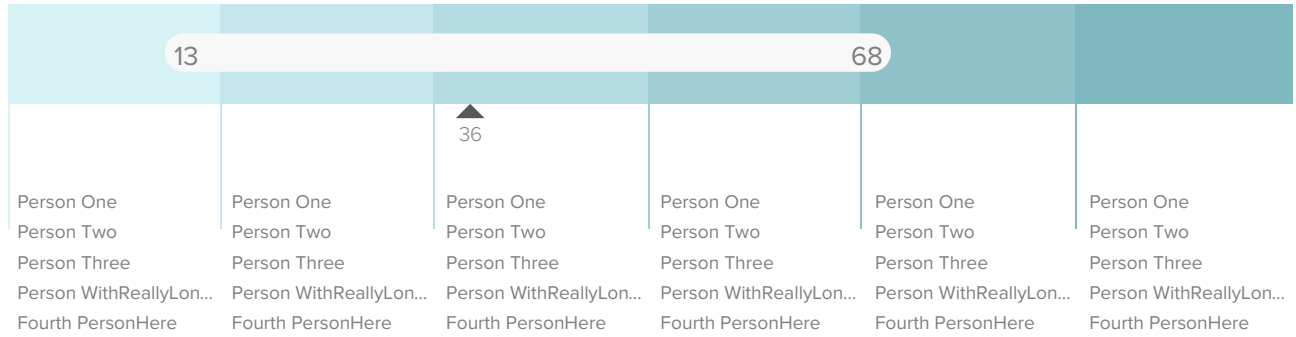 13 68
36
Person One Person One Person One Person One Person One Person One
Person Two Person Two Person Two Person Two Person Two Person Two
Person Three Person Three Person Three Person Three Person Three Person Three
Person WithReallyLon... Person WithReallyLon... Person WithReallyLon... Person WithReallyLon... Person WithReallyLon... Person WithReallyLon...
Fourth PersonHere Fourth PersonHere Fourth PersonHere Fourth PersonHere Fourth PersonHere Fourth PersonHere